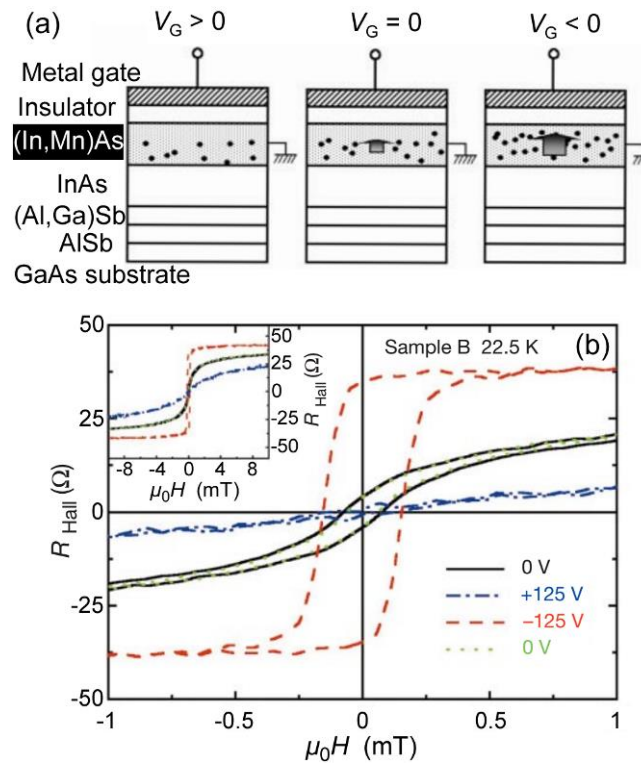 (a)
V_G > 0
V_G = 0
V_G < 0
Metal gate
Insulator
(In,Mn)As
InAs
(Al,Ga)Sb
AlSb
GaAs substrate
(b)
Sample B 22.5 K
50
25
0
-25
-50
R_Hall (Ω)
-1
-0.5
0
0.5
1
μ₀H (mT)
50
25
0
-25
-50
R_Hall (Ω)
-8
-4
0
4
8
μ₀H (mT)
0 V
+125 V
−125 V
0 V